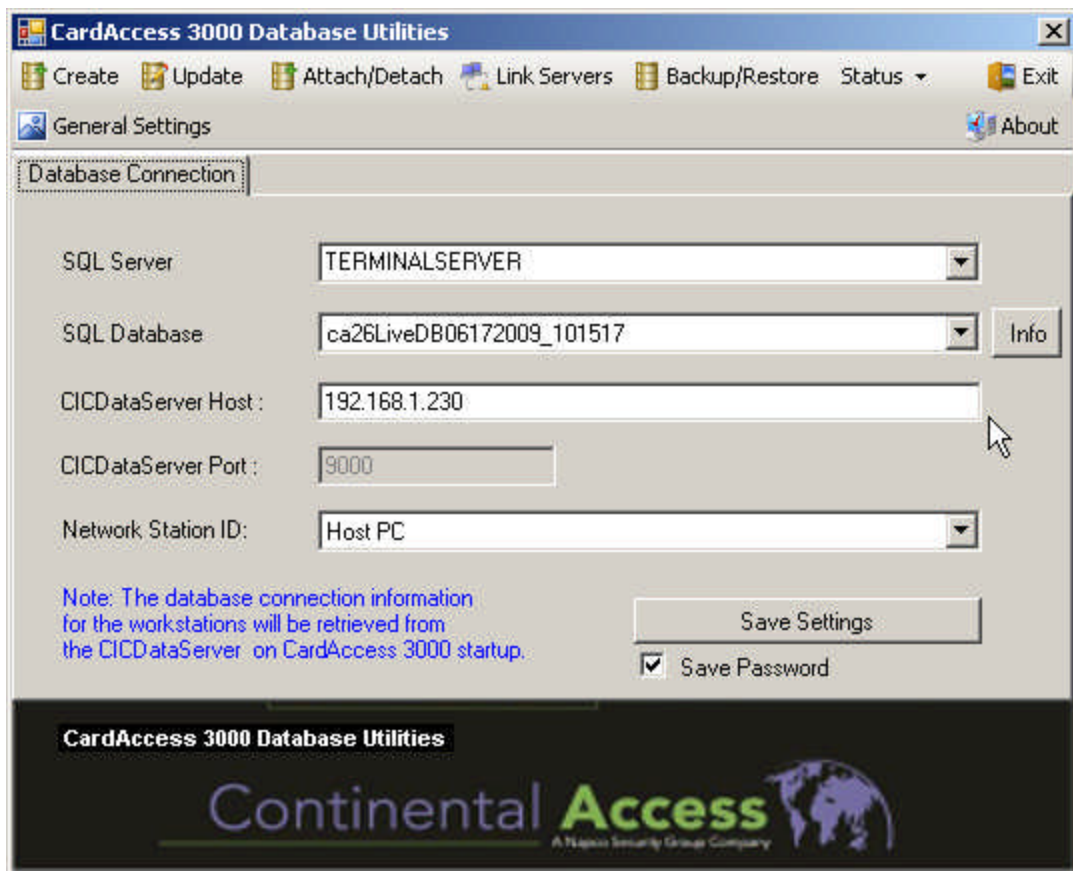 CardAccess 3000 Database Utilities
Create Update Attach/Detach Link Servers Backup/Restore Status Exit
General Settings About
Database Connection
SQL Server TERMINALSERVER
SQL Database ca26LiveDB06172009_101517 Info
CICDataServer Host : 192.168.1.230
CICDataServer Port : 9000
Network Station ID: Host PC
Note: The database connection information
for the workstations will be retrieved from
the CICDataServer on CardAccess 3000 startup.
Save Settings
Save Password
CardAccess 3000 Database Utilities
Continental Access
A Napco Security Group Company